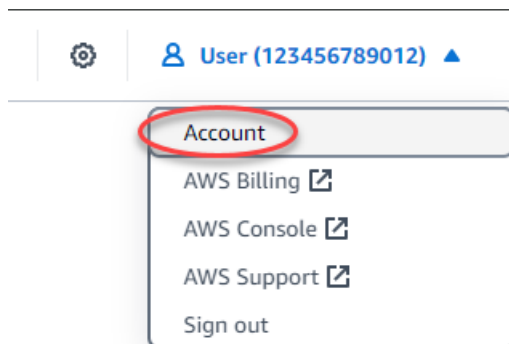 User (123456789012)
Account
AWS Billing
AWS Console
AWS Support
Sign out